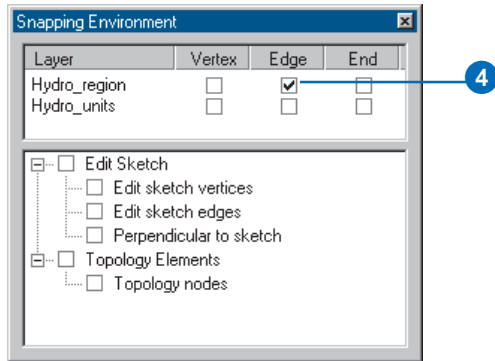 Snapping Environment
Layer Vertex Edge End
Hydro_region
4
Hydro_units
Edit Sketch
Edit sketch vertices
Edit sketch edges
Perpendicular to sketch
Topology Elements
Topology nodes